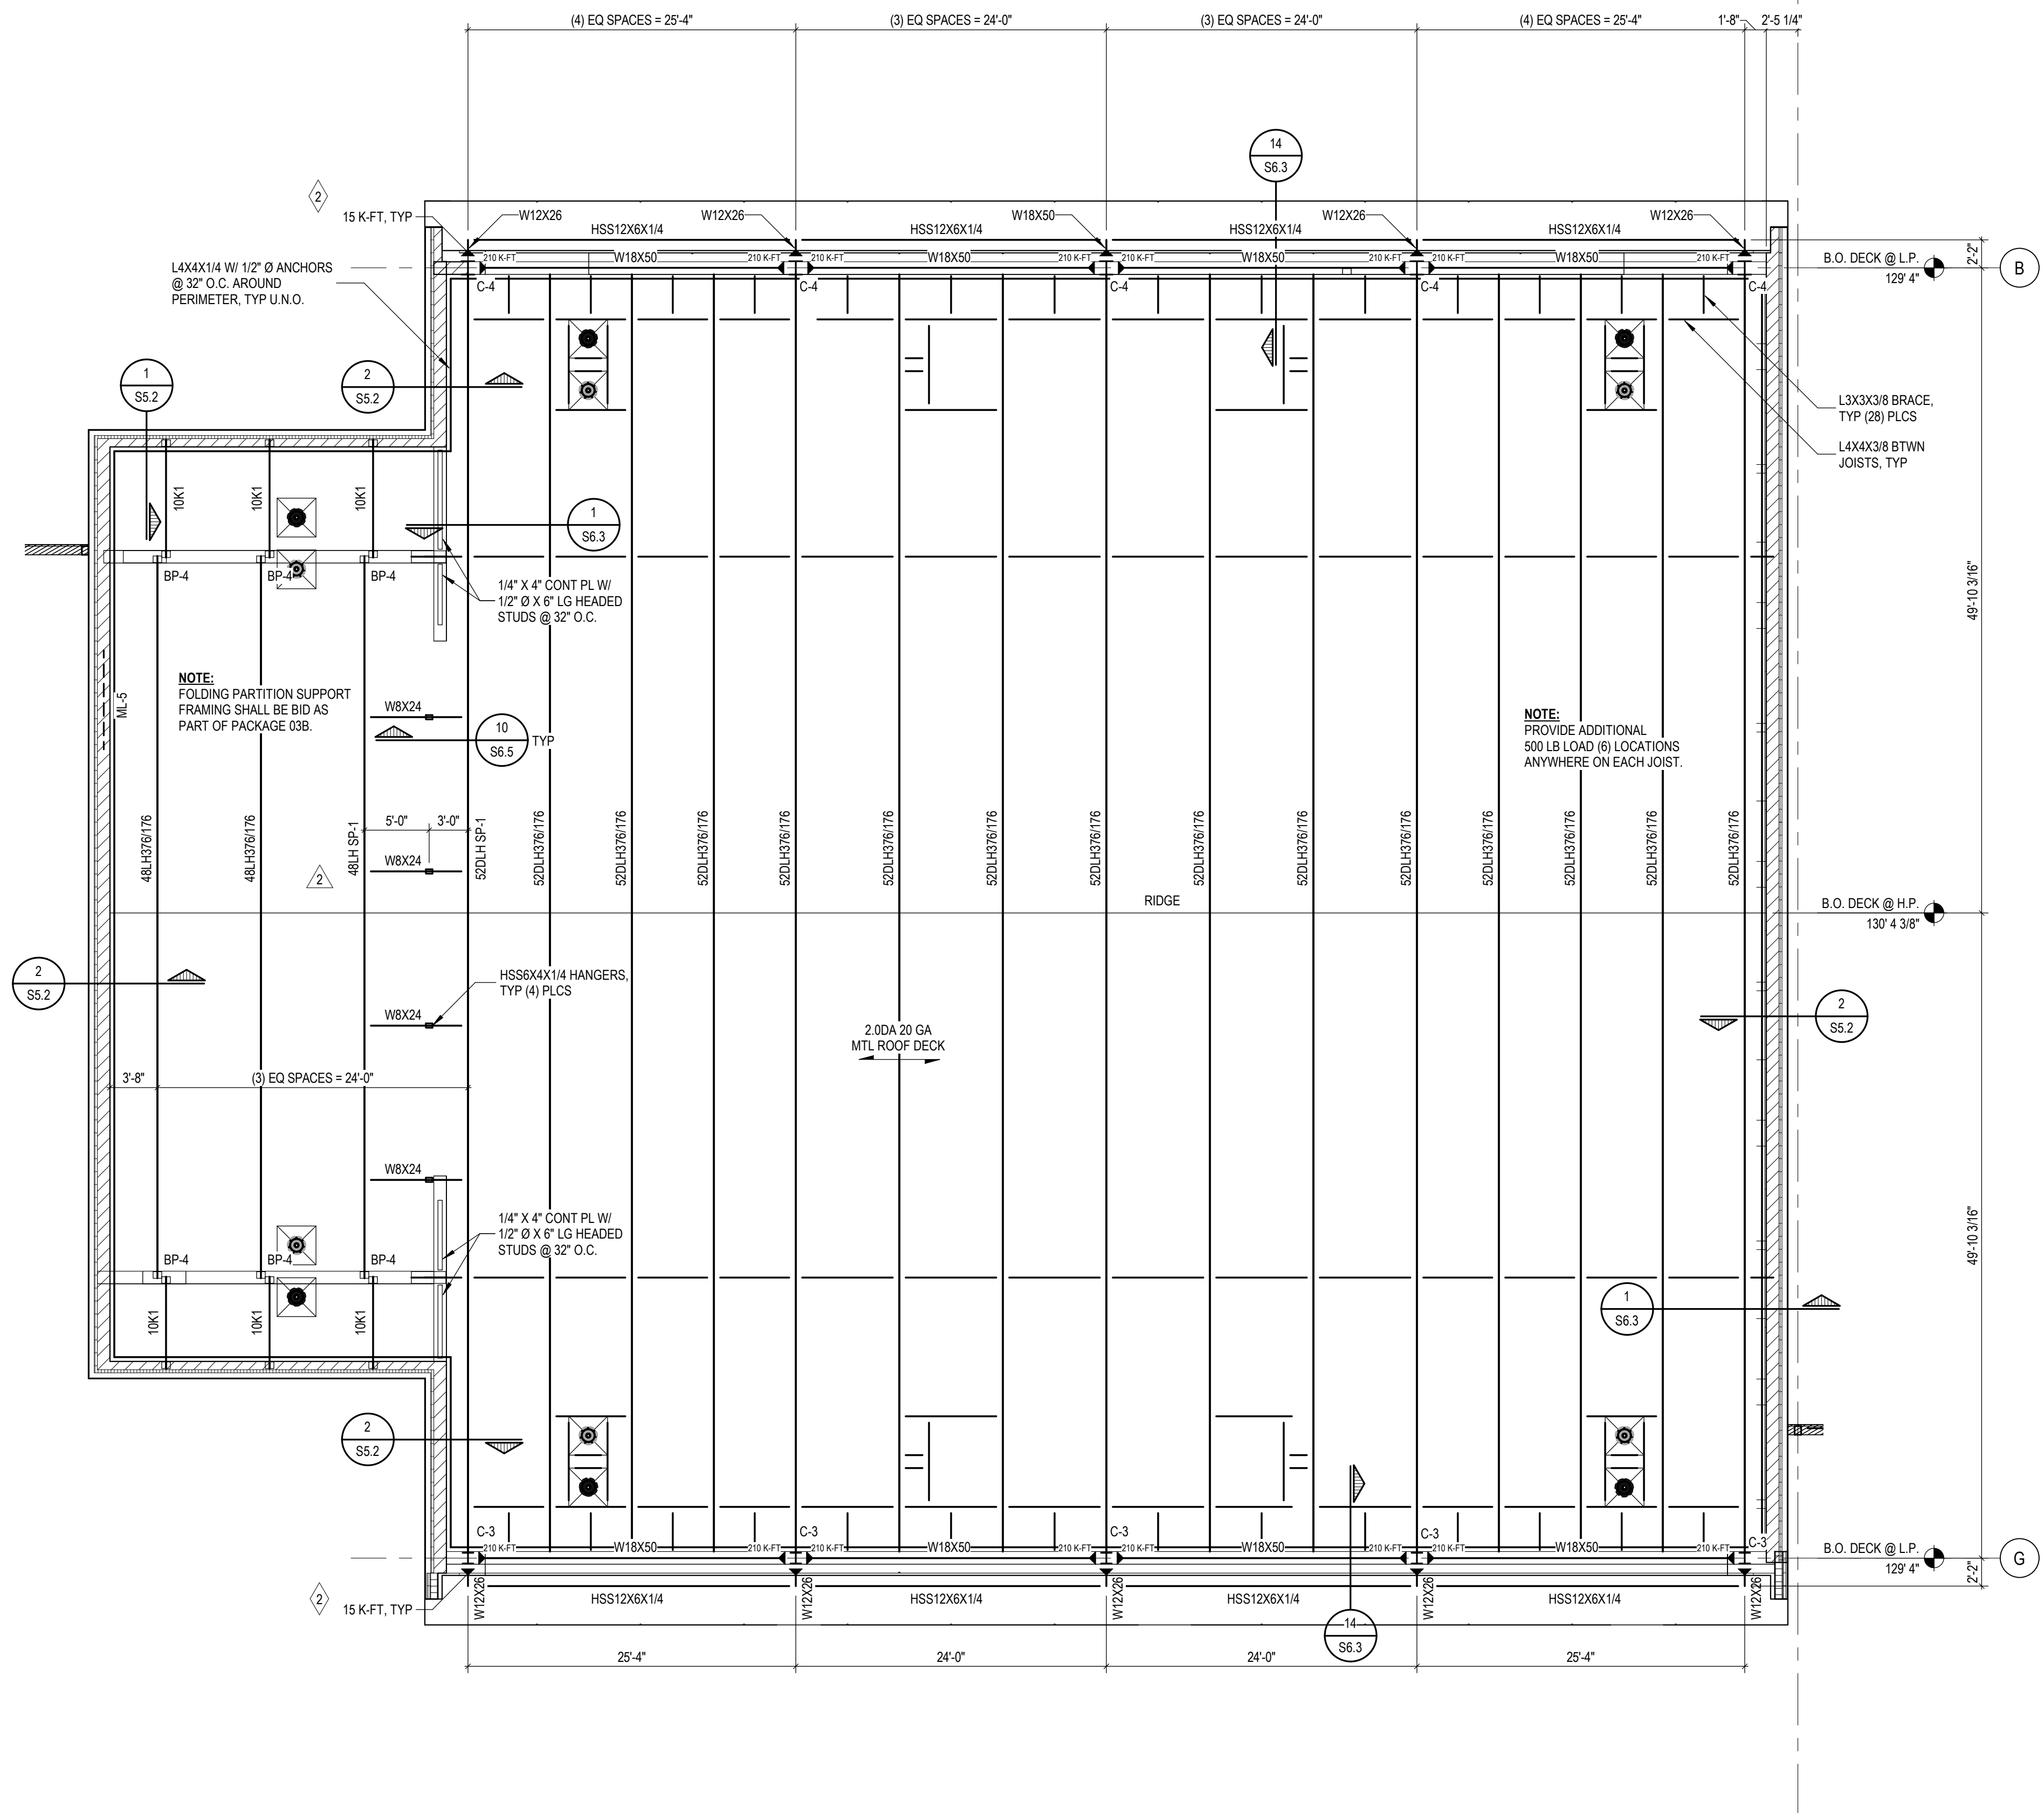 (4) EQ SPACES = 25'-4"
(3) EQ SPACES = 24'-0"
(3) EQ SPACES = 24'-0"
(4) EQ SPACES = 25'-4"
1'-8"
2'-5 1/4"
14
S6.3
2
15 K-FT, TYP
W12X26
W12X26
W18X50
W12X26
W12X26
HSS12X6X1/4
HSS12X6X1/4
HSS12X6X1/4
HSS12X6X1/4
2'-2"
210 K-FT
W18X50
210 K-FT
210 K-FT
W18X50
210 K-FT
210 K-FT
W18X50
210 K-FT
210 K-FT
W18X50
210 K-FT
B.O. DECK @ L.P.
129' 4"
B
C-4
C-4
C-4
C-4
C-4
L4X4X1/4 W/ 1/2" Ø ANCHORS
@ 32" O.C. AROUND
PERIMETER, TYP U.N.O.
1
S5.2
2
S5.2
L3X3X3/8 BRACE,
TYP (28) PLCS
L4X4X3/8 BTWN
JOISTS, TYP
10K1
10K1
10K1
1
S6.3
BP-4
BP-4
BP-4
1/4" X 4" CONT PL W/
1/2" Ø X 6" LG HEADED
STUDS @ 32" O.C.
49'-10 3/16"
NOTE:
FOLDING PARTITION SUPPORT
FRAMING SHALL BE BID AS
PART OF PACKAGE 03B.
ML-5
W8X24
10
S6.5
TYP
NOTE:
PROVIDE ADDITIONAL
500 LB LOAD (6) LOCATIONS
ANYWHERE ON EACH JOIST.
5'-0"
3'-0"
48LH376/176
48LH376/176
48LH SP-1
52DLH SP-1
52DLH376/176
52DLH376/176
52DLH376/176
52DLH376/176
52DLH376/176
52DLH376/176
52DLH376/176
52DLH376/176
52DLH376/176
52DLH376/176
52DLH376/176
52DLH376/176
52DLH376/176
52DLH376/176
2
W8X24
RIDGE
B.O. DECK @ H.P.
130' 4 3/8"
2
S5.2
HSS6X4X1/4 HANGERS,
TYP (4) PLCS
W8X24
2
S5.2
2.0DA 20 GA
MTL ROOF DECK
3'-8"
(3) EQ SPACES = 24'-0"
W8X24
1/4" X 4" CONT PL W/
1/2" Ø X 6" LG HEADED
STUDS @ 32" O.C.
49'-10 3/16"
BP-4
BP-4
BP-4
10K1
10K1
10K1
1
S6.3
2
S5.2
C-3
C-3
C-3
C-3
C-3
210 K-FT
W18X50
210 K-FT
210 K-FT
W18X50
210 K-FT
210 K-FT
W18X50
210 K-FT
210 K-FT
W18X50
210 K-FT
B.O. DECK @ L.P.
129' 4"
G
2'-2"
2
15 K-FT, TYP
W12X26
HSS12X6X1/4
W12X26
HSS12X6X1/4
W12X26
HSS12X6X1/4
W12X26
HSS12X6X1/4
W12X26
14
S6.3
25'-4"
24'-0"
24'-0"
25'-4"